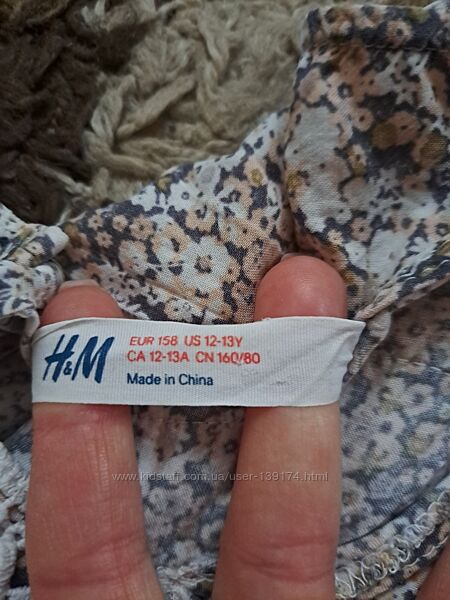 H&M
EUR 158 US 12-13Y
CA 12-13A CN 160/80
Made in China
www.kidstaff.com.ua/user-139174.html